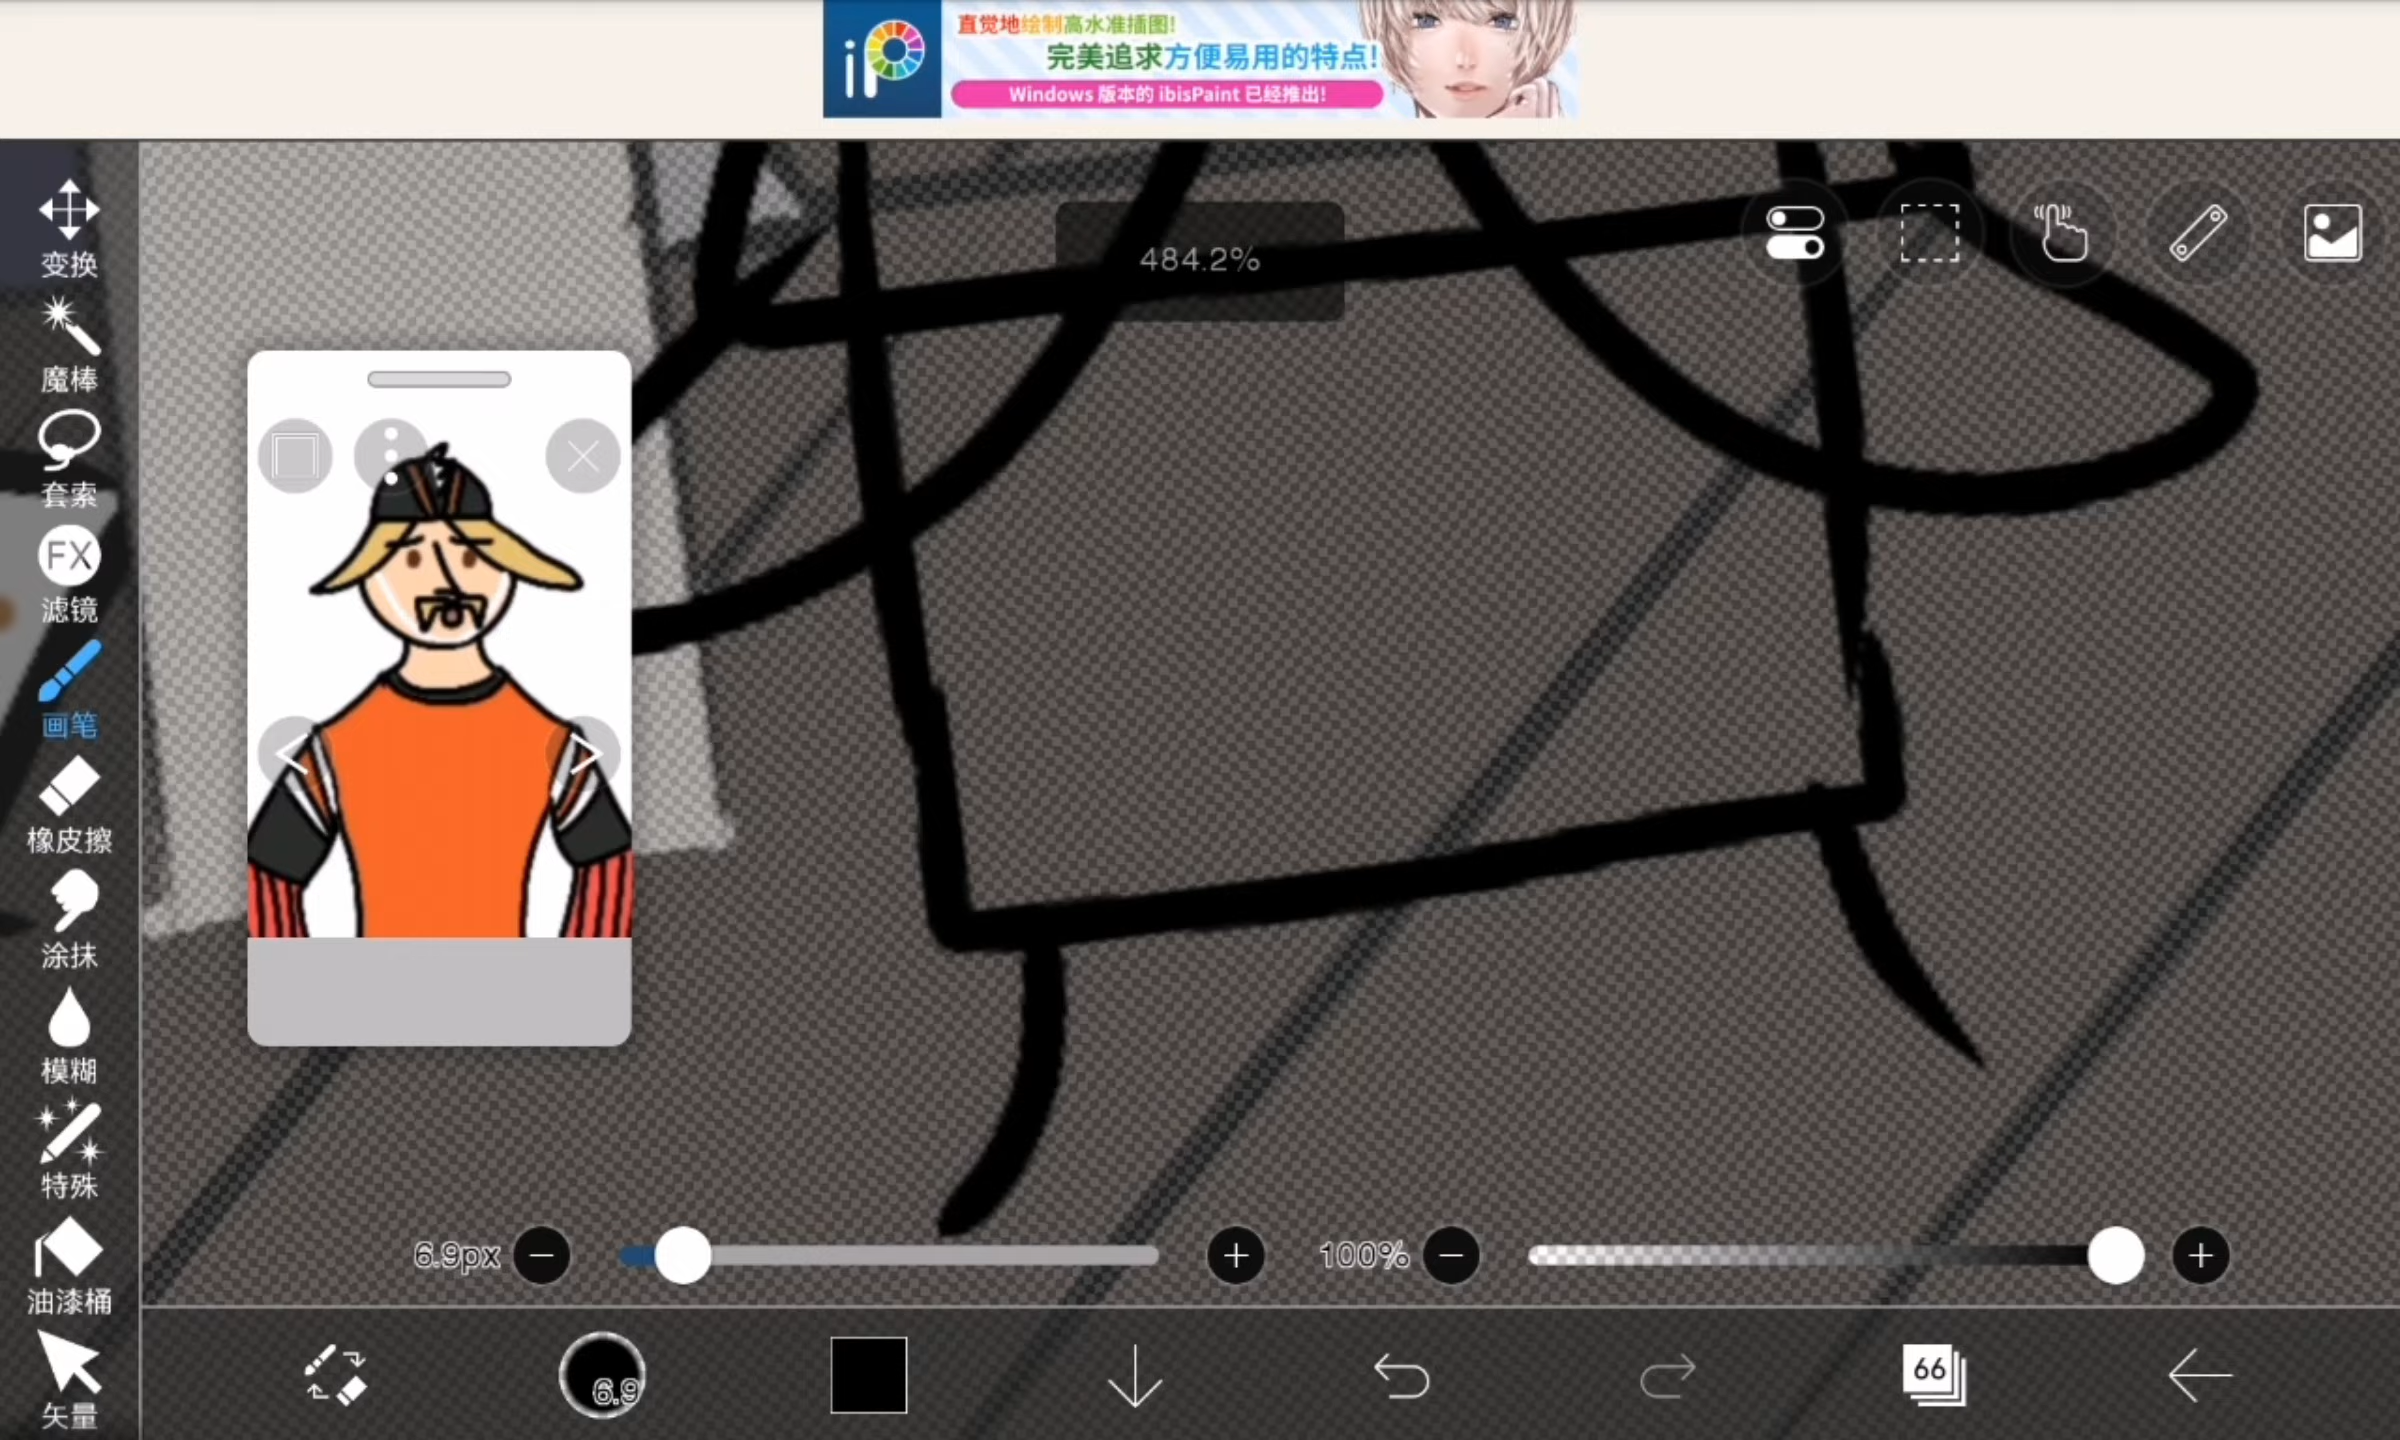 iP
直觉地绘制高水准插图!
完美追求方便易用的特点!
Windows 版本的 ibisPaint 已经推出!
484.2%
变换
魔棒
套索
FX
滤镜
画笔
橡皮擦
涂抹
模糊
特殊
油漆桶
矢量
6.9px
100%
6.9
66